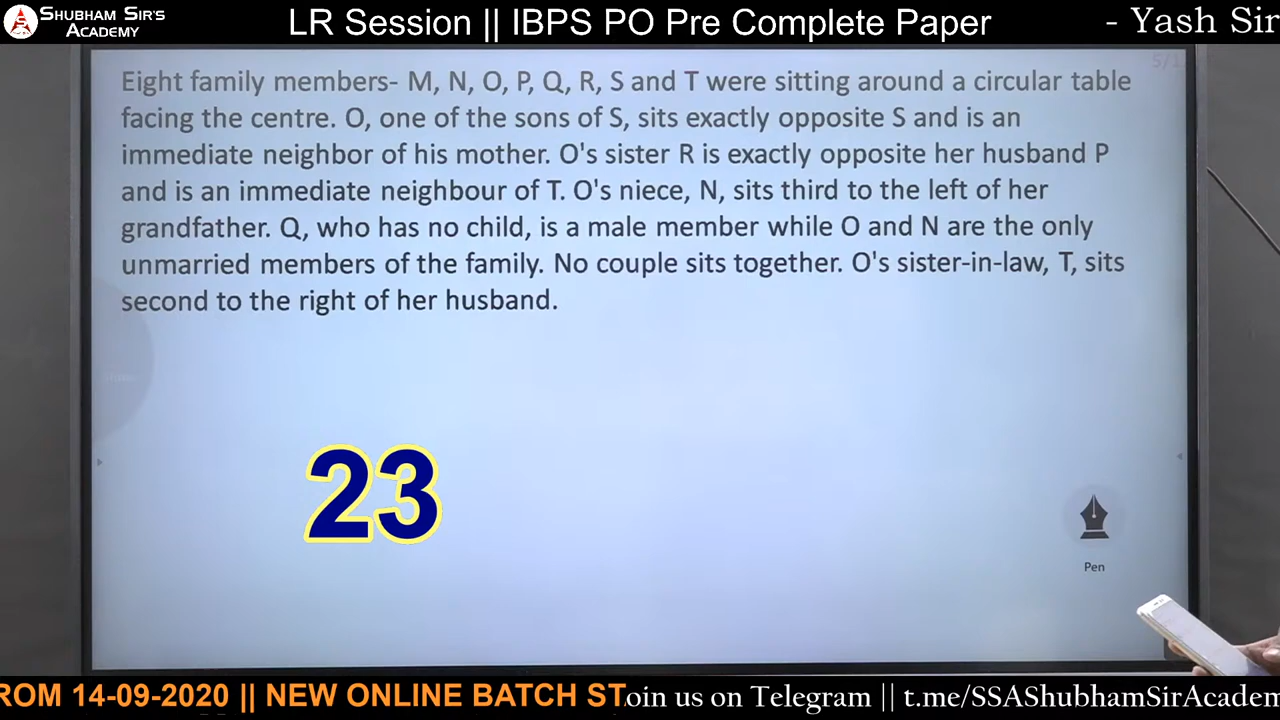 SHUBHAM SIR'S
ACADEMY
LR Session || IBPS PO Pre Complete Paper
- Yash Sir
Eight family members- M, N, O, P, Q, R, S and T were sitting around a circular table
facing the centre. O, one of the sons of S, sits exactly opposite S and is an
immediate neighbor of his mother. O's sister R is exactly opposite her husband P
and is an immediate neighbour of T. O's niece, N, sits third to the left of her
grandfather. Q, who has no child, is a male member while O and N are the only
unmarried members of the family. No couple sits together. O's sister-in-law, T, sits
second to the right of her husband.
23
Pen
ROM 14-09-2020 || NEW ONLINE BATCH ST
oin us on Telegram || t.me/SSAShubhamSirAcadem